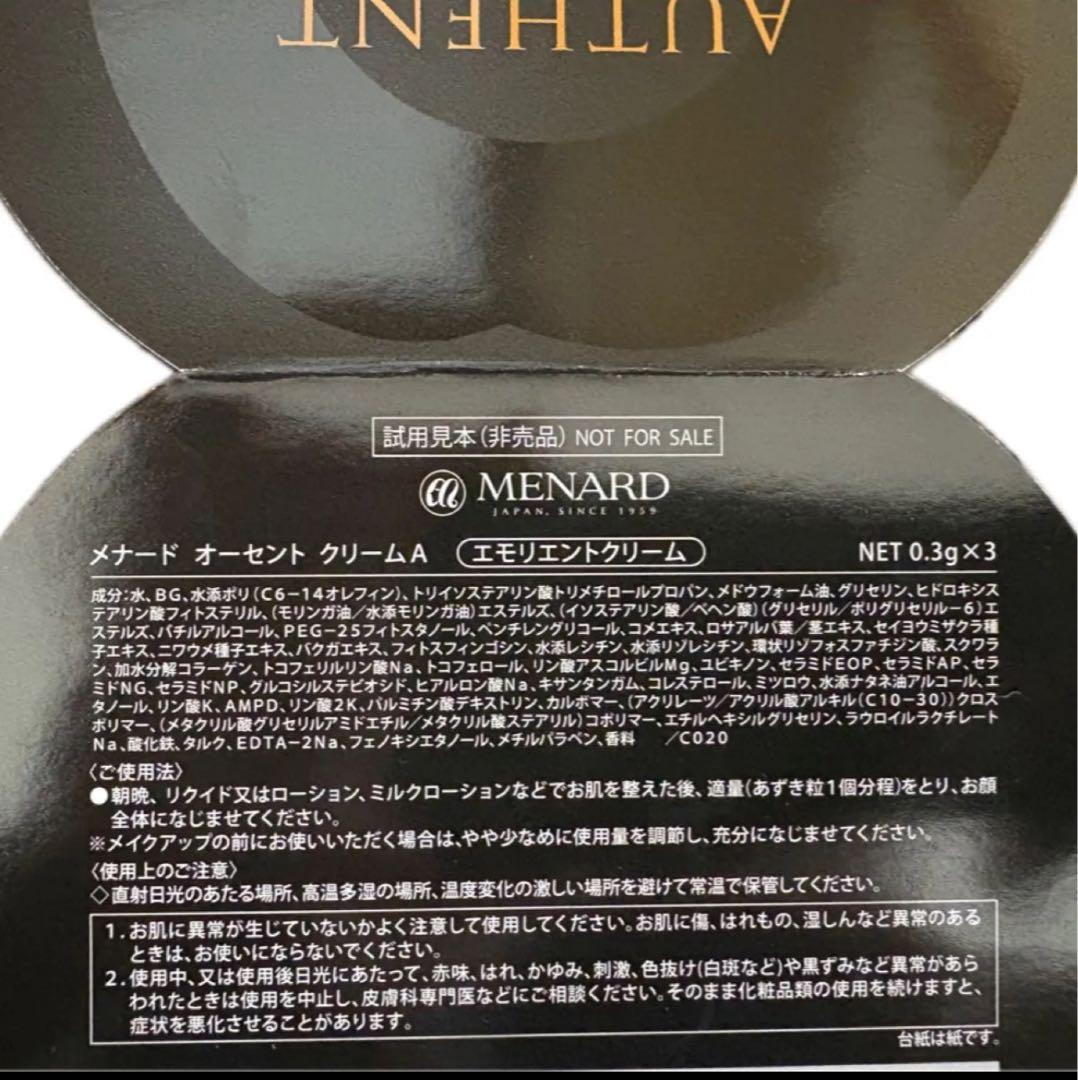 AUTHENT
試用見本(非売品) NOT FOR SALE
MENARD
JAPAN, SINCE 1959
メナード オーセント クリームA エモリエントクリーム NET 0.3g×3
成分:水、BG、水添ポリ(C6-14オレフィン)、トリイソステアリン酸トリメチロールプロパン、メドウフォーム油、グリセリン、ヒドロキシス
テアリン酸フィトステリル、(モリンガ油/水添モリンガ油)エステルズ、(イソステアリン酸/ベヘン酸)(グリセリル/ポリグリセリル-6)エ
ステルズ、バチルアルコール、PEG-25フィトスタノール、ペンチレングリコール、コメエキス、ロサアルバ葉/茎エキス、セイヨウミザクラ種
子エキス、ニワウメ種子エキス、バクガエキス、フィトスフィンゴシン、水添レシチン、水添リゾレシチン、環状リゾフォスファチジン酸、スクワラ
ン、加水分解コラーゲン、トコフェリルリン酸Na、トコフェロール、リン酸アスコルビルMg、ユビキノン、セラミドEOP、セラミドAP、セラ
ミドNG、セラミドNP、グルコシルステビオシド、ヒアルロン酸Na、キサンタンガム、コレステロール、ミツロウ、水添ナタネ油アルコール、エ
タノール、リン酸K、AMPD、リン酸2K、パルミチン酸デキストリン、カルボマー、(アクリレーツ/アクリル酸アルキル(C10-30))クロス
ポリマー、(メタクリル酸グリセリルアミドエチル/メタクリル酸ステアリル)コポリマー、エチルヘキシルグリセリン、ラウロイルラクチレート
Na、酸化鉄、タルク、EDTA-2Na、フェノキシエタノール、メチルパラベン、香料 /C020
〈ご使用法〉
●朝晩、リクイド又はローション、ミルクローションなどでお肌を整えた後、適量(あずき粒1個分程)をとり、お顔
全体になじませてください。
※メイクアップの前にお使いいただく場合は、やや少なめに使用量を調節し、充分になじませてください。
〈使用上のご注意〉
◇直射日光のあたる場所、高温多湿の場所、温度変化の激しい場所を避けて常温で保管してください。
1.お肌に異常が生じていないかよく注意して使用してください。お肌に傷、はれもの、湿しんなど異常のある
ときは、お使いにならないでください。
2.使用中、又は使用後日光にあたって、赤味、はれ、かゆみ、刺激、色抜け(白斑など)や黒ずみなど異常があら
われたときは使用を中止し、皮膚科専門医などにご相談ください。そのまま化粧品類の使用を続けますと、
症状を悪化させることがあります。
台紙は紙です。